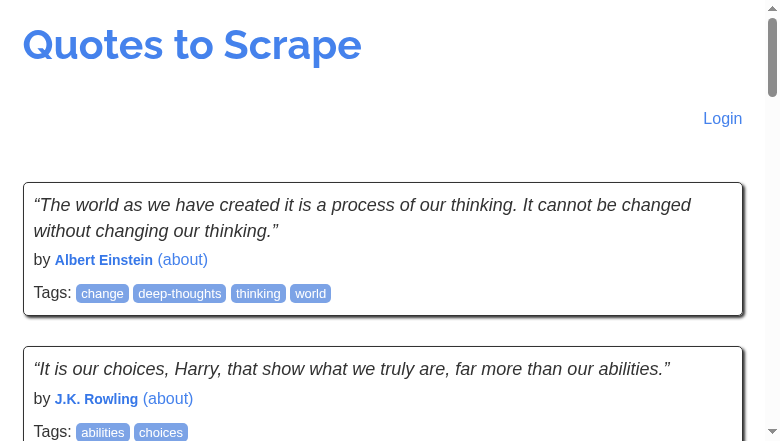 Quotes to Scrape
Login
“The world as we have created it is a process of our thinking. It cannot be changed
without changing our thinking.”
by Albert Einstein (about)
Tags: change deep-thoughts thinking world
“It is our choices, Harry, that show what we truly are, far more than our abilities.”
by J.K. Rowling (about)
Tags: abilities choices